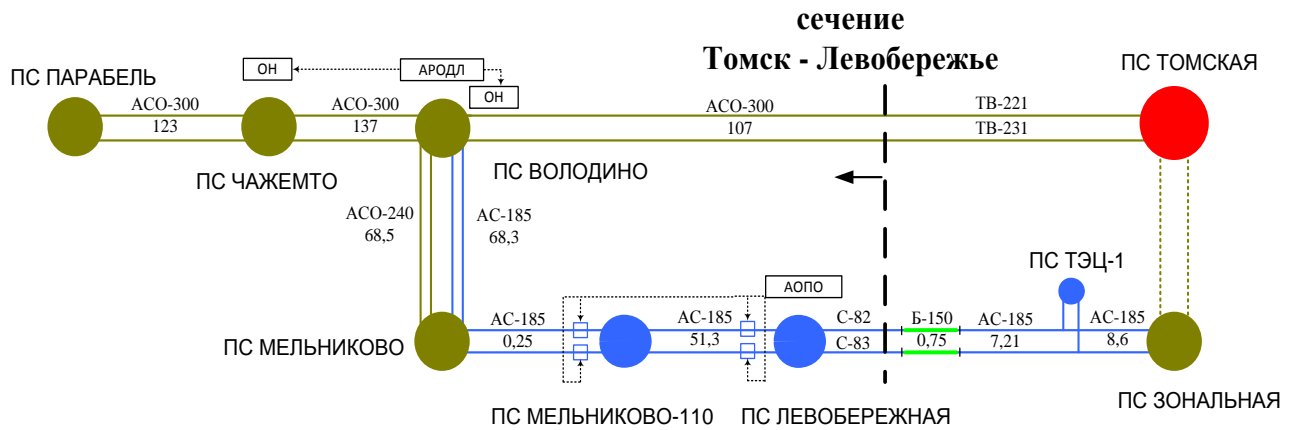 сечение
Томск - Левобережье
ПС ПАРАБЕЛЬ
ОН
АРОДЛ
ОН
ПС ТОМСКАЯ
АСО-300
123
АСО-300
137
АСО-300
107
ТВ-221
ТВ-231
ПС ЧАЖЕМТО
ПС ВОЛОДИНО
АСО-240
68,5
АС-185
68,3
ПС ТЭЦ-1
АОПО
ПС МЕЛЬНИКОВО
АС-185
0,25
АС-185
51,3
С-82
С-83
Б-150
0,75
АС-185
7,21
АС-185
8,6
ПС МЕЛЬНИКОВО-110
ПС ЛЕВОБЕРЕЖНАЯ
ПС ЗОНАЛЬНАЯ